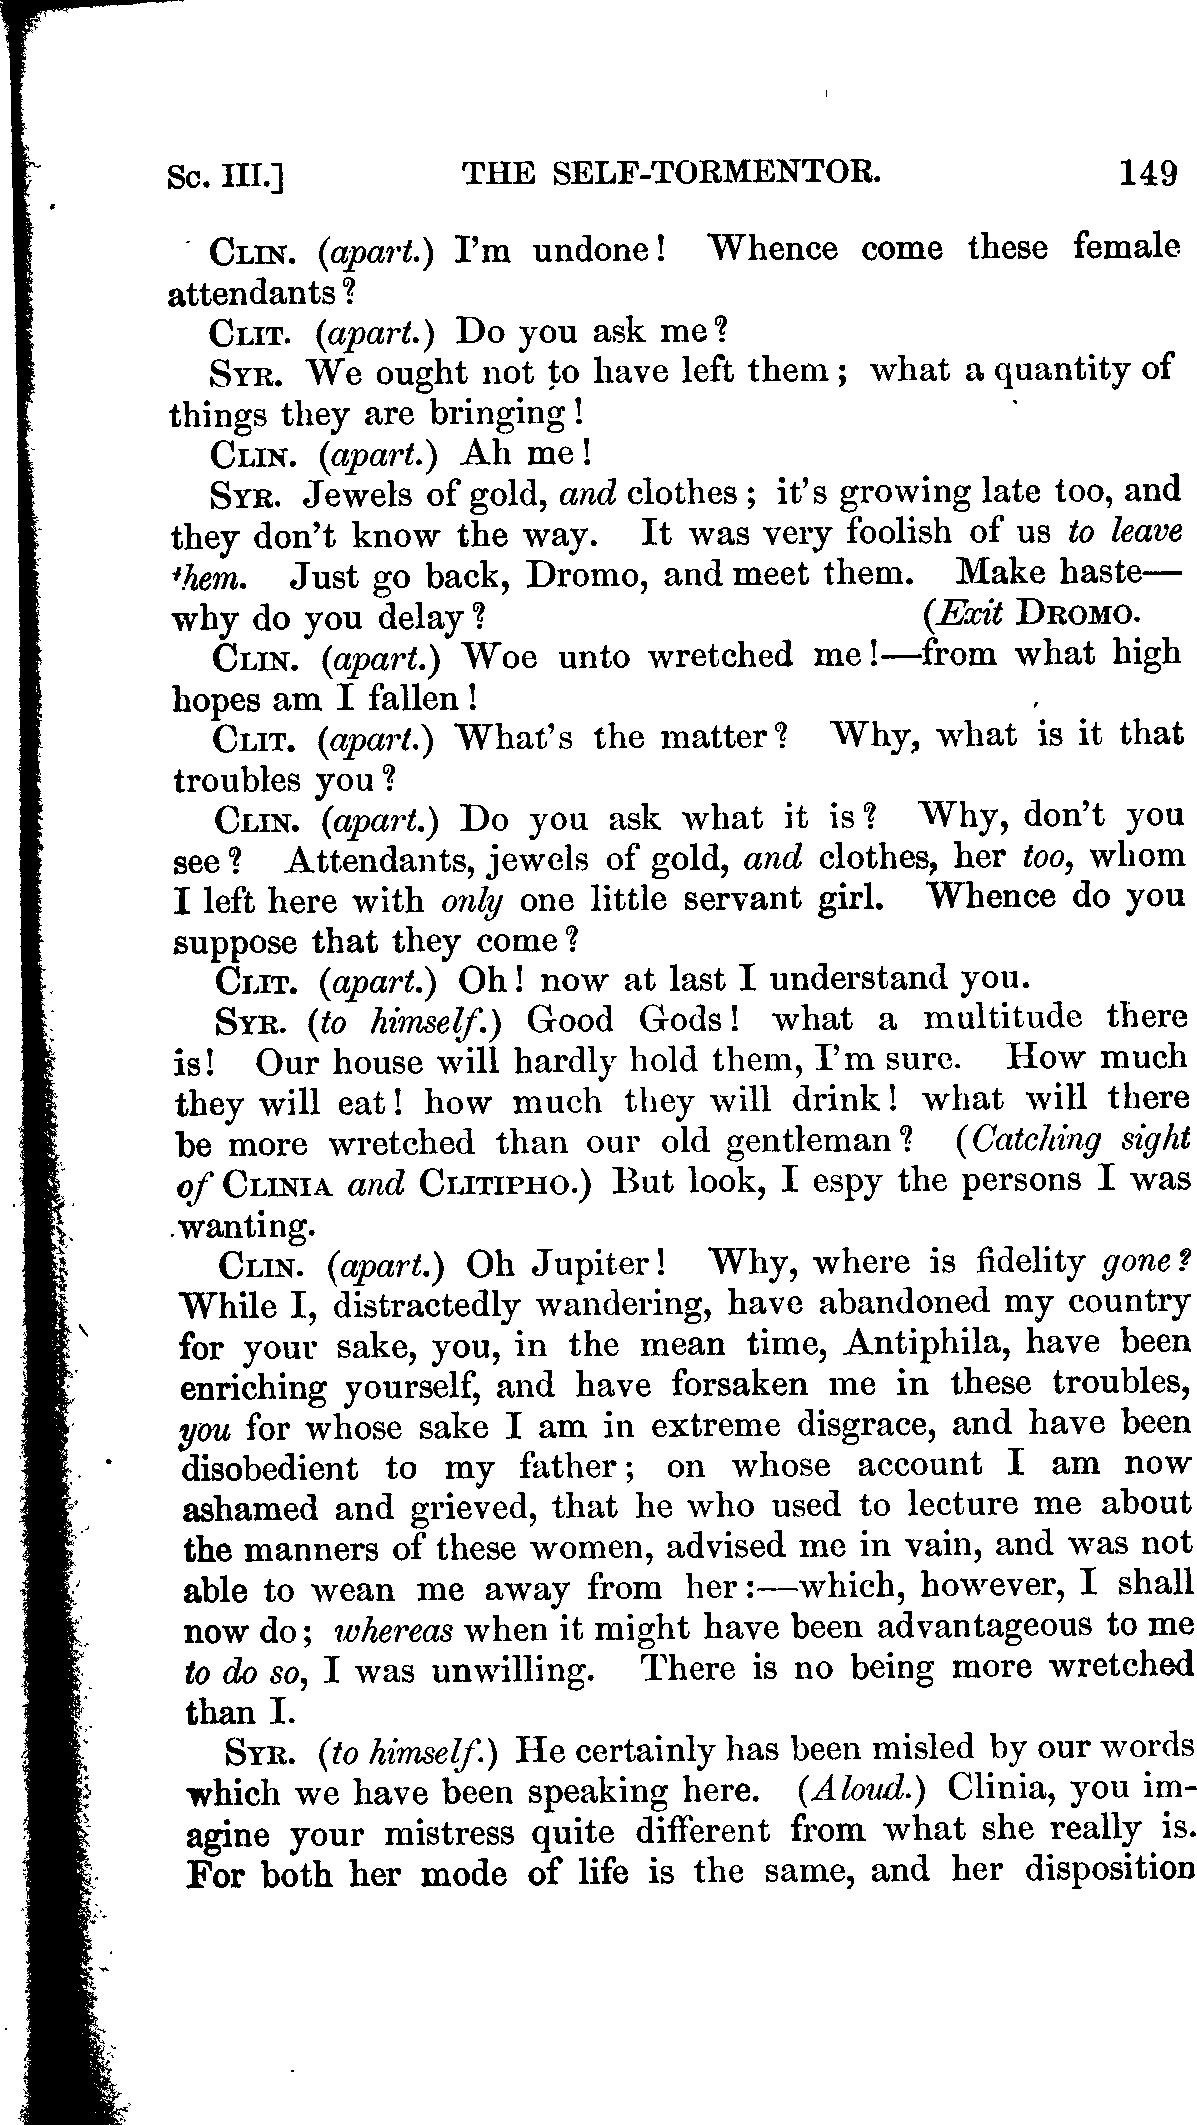 Sc. III.] THE SELF-TORMENTOR. 149
CLIN. (apart.) I'm undone! Whence come these female
attendants?
CLIT. (apart.) Do you ask me?
SYR. We ought not to have left them; what a quantity of
things they are bringing!
CLIN. (apart.) Ah me!
SYR. Jewels of gold, and clothes; it's growing late too, and
they don't know the way. It was very foolish of us to leave
them. Just go back, Dromo, and meet them. Make haste—
why do you delay? (Exit DROMO.
CLIN. (apart.) Woe unto wretched me!—from what high
hopes am I fallen!
CLIT. (apart.) What's the matter? Why, what is it that
troubles you?
CLIN. (apart.) Do you ask what it is? Why, don't you
see? Attendants, jewels of gold, and clothes, her too, whom
I left here with only one little servant girl. Whence do you
suppose that they come?
CLIT. (apart.) Oh! now at last I understand you.
SYR. (to himself.) Good Gods! what a multitude there
is! Our house will hardly hold them, I'm sure. How much
they will eat! how much they will drink! what will there
be more wretched than our old gentleman? (Catching sight
of CLINIA and CLITIPHO.) But look, I espy the persons I was
wanting.
CLIN. (apart.) Oh Jupiter! Why, where is fidelity gone?
While I, distractedly wandering, have abandoned my country
for your sake, you, in the mean time, Antiphila, have been
enriching yourself, and have forsaken me in these troubles,
you for whose sake I am in extreme disgrace, and have been
disobedient to my father; on whose account I am now
ashamed and grieved, that he who used to lecture me about
the manners of these women, advised me in vain, and was not
able to wean me away from her:—which, however, I shall
now do; whereas when it might have been advantageous to me
to do so, I was unwilling. There is no being more wretched
than I.
SYR. (to himself.) He certainly has been misled by our words
which we have been speaking here. (Aloud.) Clinia, you im-
agine your mistress quite different from what she really is.
For both her mode of life is the same, and her disposition